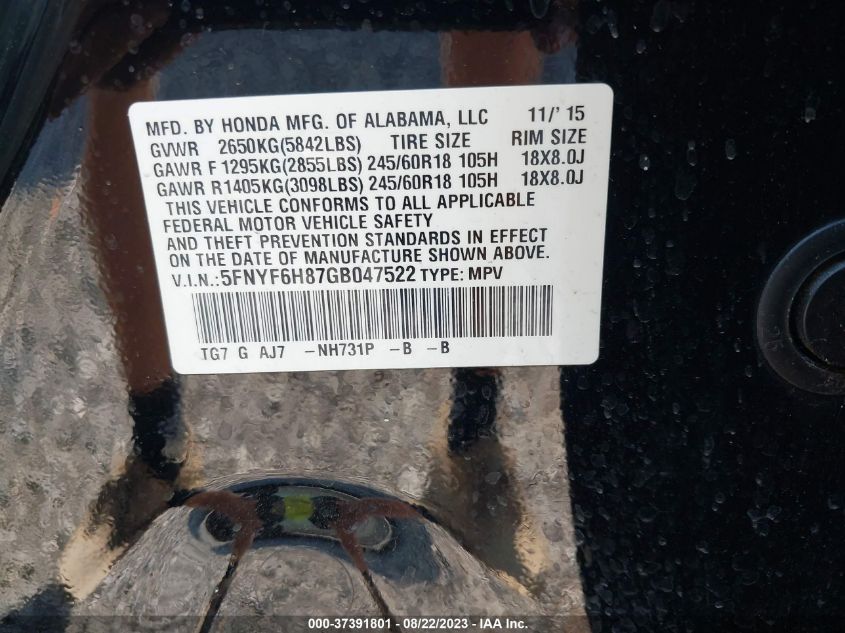 MFD. BY HONDA MFG. OF ALABAMA, LLC 11/' 15
GVWR 2650KG(5842LBS) TIRE SIZE RIM SIZE
GAWR F 1295KG(2855LBS) 245/60R18 105H 18X8.0J
GAWR R1405KG(3098LBS) 245/60R18 105H 18X8.0J
THIS VEHICLE CONFORMS TO ALL APPLICABLE
FEDERAL MOTOR VEHICLE SAFETY
AND THEFT PREVENTION STANDARDS IN EFFECT
ON THE DATE OF MANUFACTURE SHOWN ABOVE.
V.I.N.:5FNYF6H87GB047522 TYPE: MPV
TG7 G AJ7 -NH731P -B -B
000-37391801 - 08/22/2023 - IAA Inc.